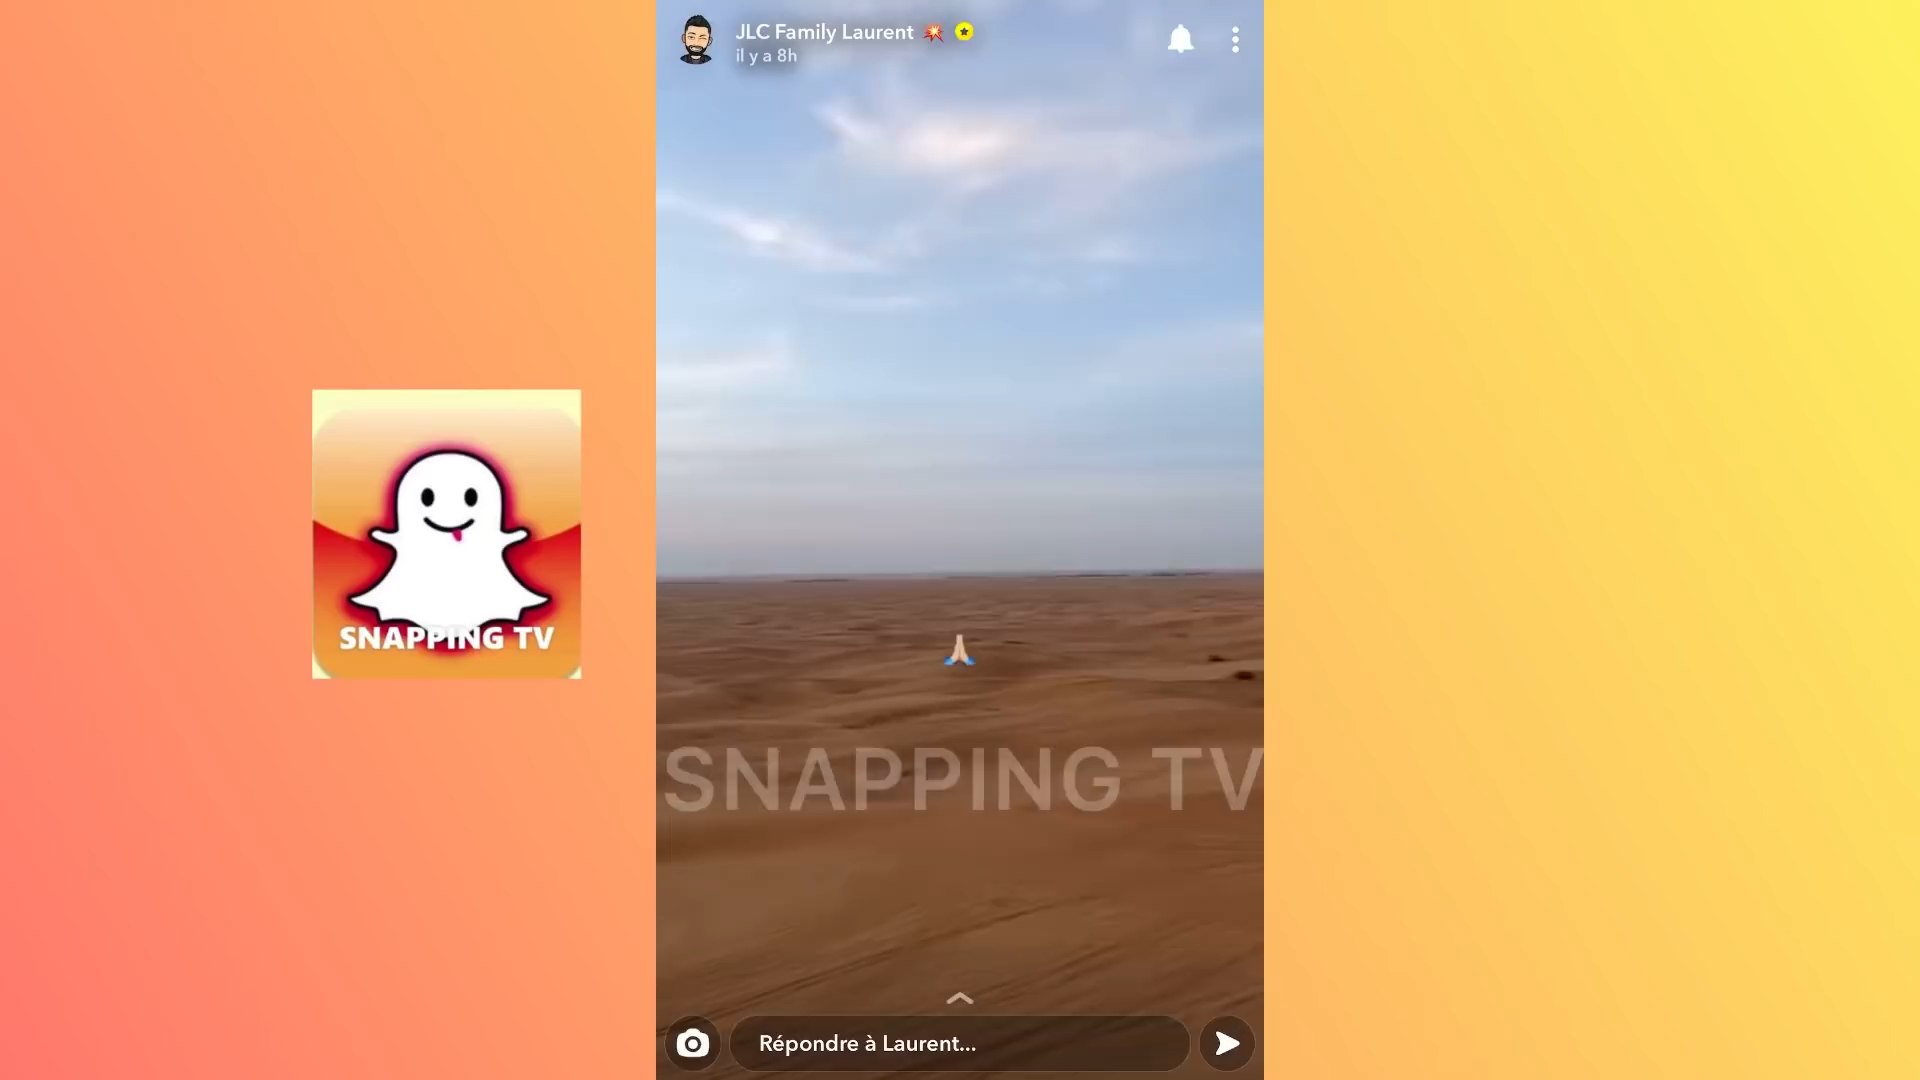 JLC Family Laurent
il y a 8h
SNAPPING TV
SNAPPING TV
Répondre à Laurent...